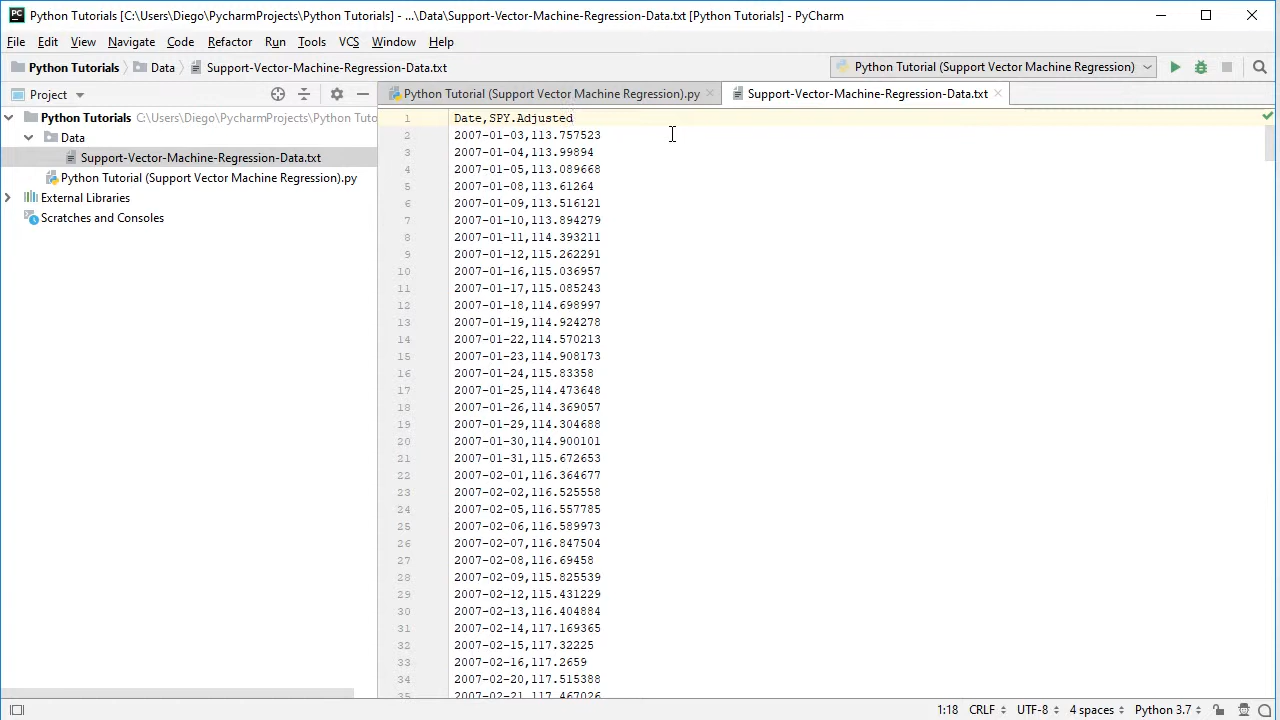 Python Tutorials [C:\Users\Diego\PycharmProjects\Python Tutorials] - ...\Data\Support-Vector-Machine-Regression-Data.txt [Python Tutorials] - PyCharm
File Edit View Navigate Code Refactor Run Tools VCS Window Help
Python Tutorials Data Support-Vector-Machine-Regression-Data.txt Python Tutorial (Support Vector Machine Regression)
Project Python Tutorial (Support Vector Machine Regression).py Support-Vector-Machine-Regression-Data.txt
Python Tutorials C:\Users\Diego\PycharmProjects\Python Tuto
Data
Support-Vector-Machine-Regression-Data.txt
Python Tutorial (Support Vector Machine Regression).py
External Libraries
Scratches and Consoles
1 Date,SPY.Adjusted
2 2007-01-03,113.757523
3 2007-01-04,113.99894
4 2007-01-05,113.089668
5 2007-01-08,113.61264
6 2007-01-09,113.516121
7 2007-01-10,113.894279
8 2007-01-11,114.393211
9 2007-01-12,115.262291
10 2007-01-16,115.036957
11 2007-01-17,115.085243
12 2007-01-18,114.698997
13 2007-01-19,114.924278
14 2007-01-22,114.570213
15 2007-01-23,114.908173
16 2007-01-24,115.83358
17 2007-01-25,114.473648
18 2007-01-26,114.369057
19 2007-01-29,114.304688
20 2007-01-30,114.900101
21 2007-01-31,115.672653
22 2007-02-01,116.364677
23 2007-02-02,116.525558
24 2007-02-05,116.557785
25 2007-02-06,116.589973
26 2007-02-07,116.847504
27 2007-02-08,116.69458
28 2007-02-09,115.825539
29 2007-02-12,115.431229
30 2007-02-13,116.404884
31 2007-02-14,117.169365
32 2007-02-15,117.32225
33 2007-02-16,117.2659
34 2007-02-20,117.515388
35 2007-02-21,117.467026
1:18 CRLF UTF-8 4 spaces Python 3.7